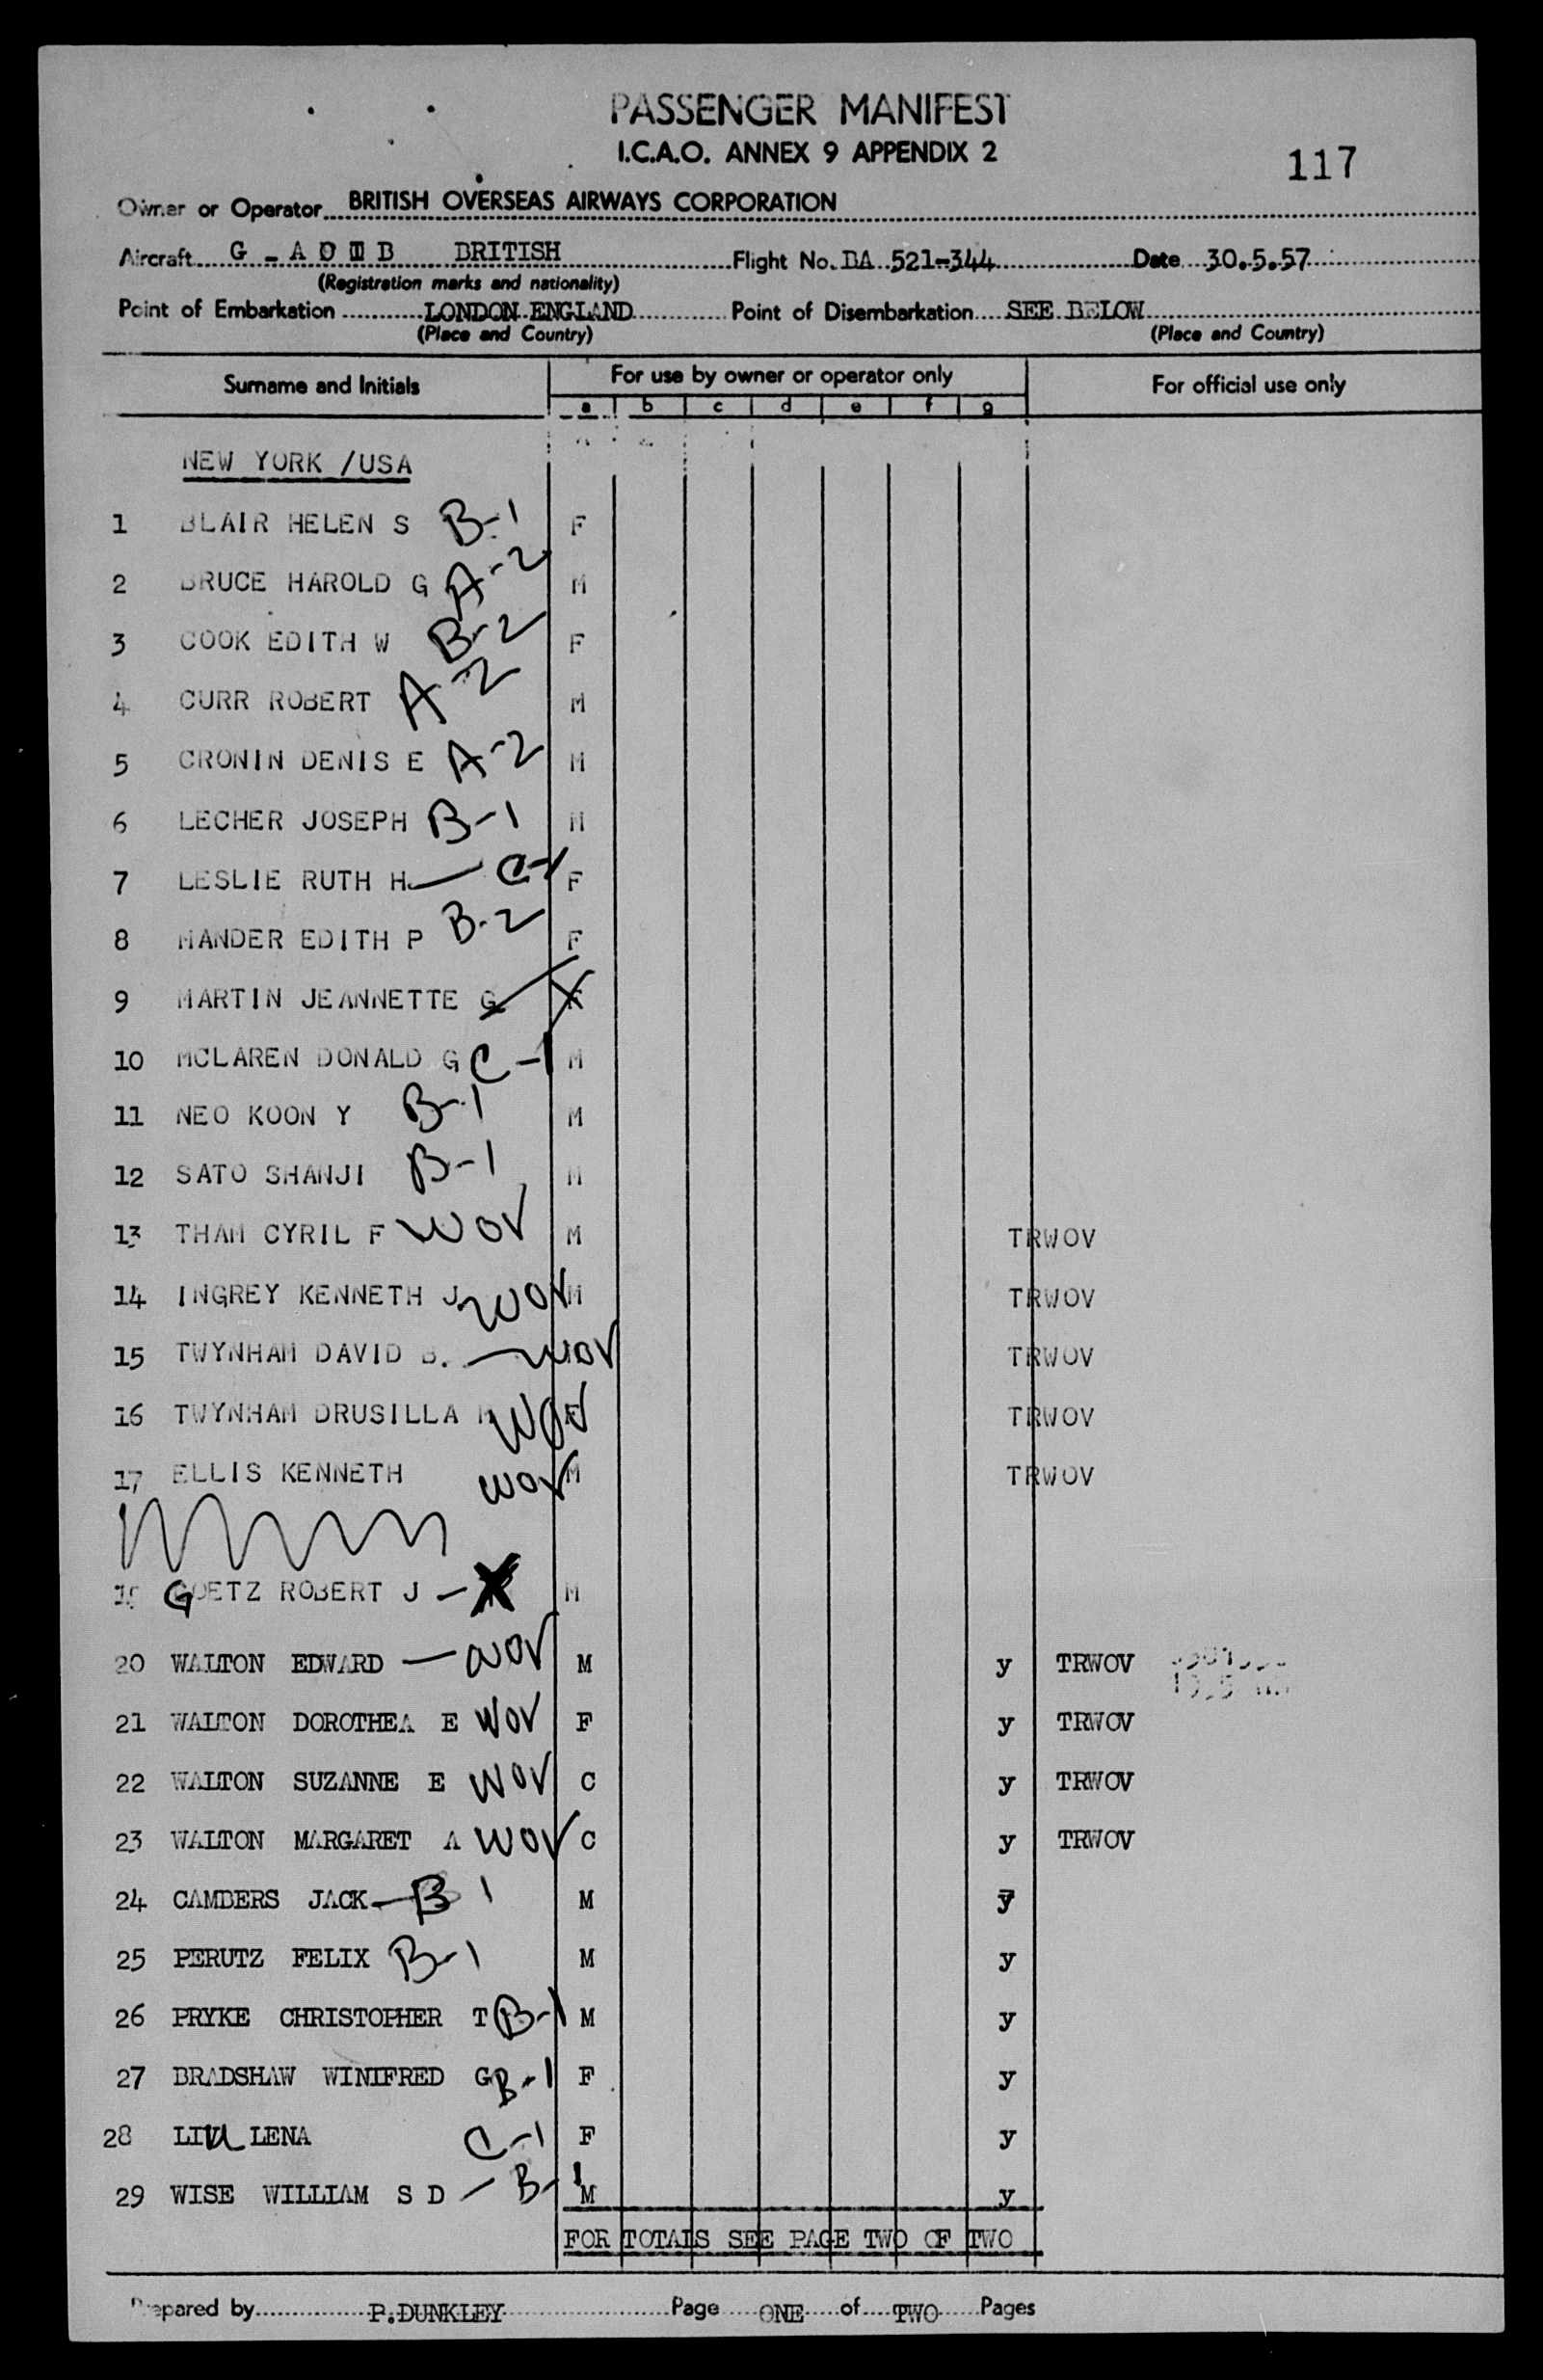 PASSENGER MANIFEST
I.C.A.O. ANNEX 9 APPENDIX 2
117
Owner or Operator BRITISH OVERSEAS AIRWAYS CORPORATION
Aircraft G - A O I B BRITISH Flight No. BA 521-344 Date 30.5.57
(Registration marks and nationality)
Point of Embarkation LONDON ENGLAND Point of Disembarkation SEE BELOW
(Place and Country) (Place and Country)
Surname and Initials For use by owner or operator only For official use only
a b c d e f g
NEW YORK /USA
1 BLAIR HELEN S B-1 F
2 BRUCE HAROLD G A-2 M
3 COOK EDITH W B-2 F
4 CURR ROBERT A-2 M
5 CRONIN DENIS E A-2 M
6 LECHER JOSEPH B-1 M
7 LESLIE RUTH H C-1 F
8 MANDER EDITH P B-2 F
9 MARTIN JEANNETTE G X
10 MCLAREN DONALD G C-1 M
11 NEO KOON Y B-1 M
12 SATO SHANJI B-1 M
13 THAM CYRIL F WOV M TRWOV
14 INGREY KENNETH J WOV M TRWOV
15 TWYNHAM DAVID B. WOV TRWOV
16 TWYNHAM DRUSILLA WOV F TRWOV
17 ELLIS KENNETH WOV M TRWOV
19 GOETZ ROBERT J - X M
20 WALTON EDWARD - WOV M y TRWOV
21 WALTON DOROTHEA E WOV F y TRWOV
22 WALTON SUZANNE E WOV C y TRWOV
23 WALTON MARGARET A WOV C y TRWOV
24 CAMBERS JACK - B 1 M y
25 PERUTZ FELIX B-1 M y
26 PRYKE CHRISTOPHER T B-1 M y
27 BRADSHAW WINIFRED G B-1 F y
28 LIU LENA C-1 F y
29 WISE WILLIAM S D - B-1 M y
FOR TOTALS SEE PAGE TWO OF TWO
Prepared by P.DUNKLEY Page ONE of TWO Pages